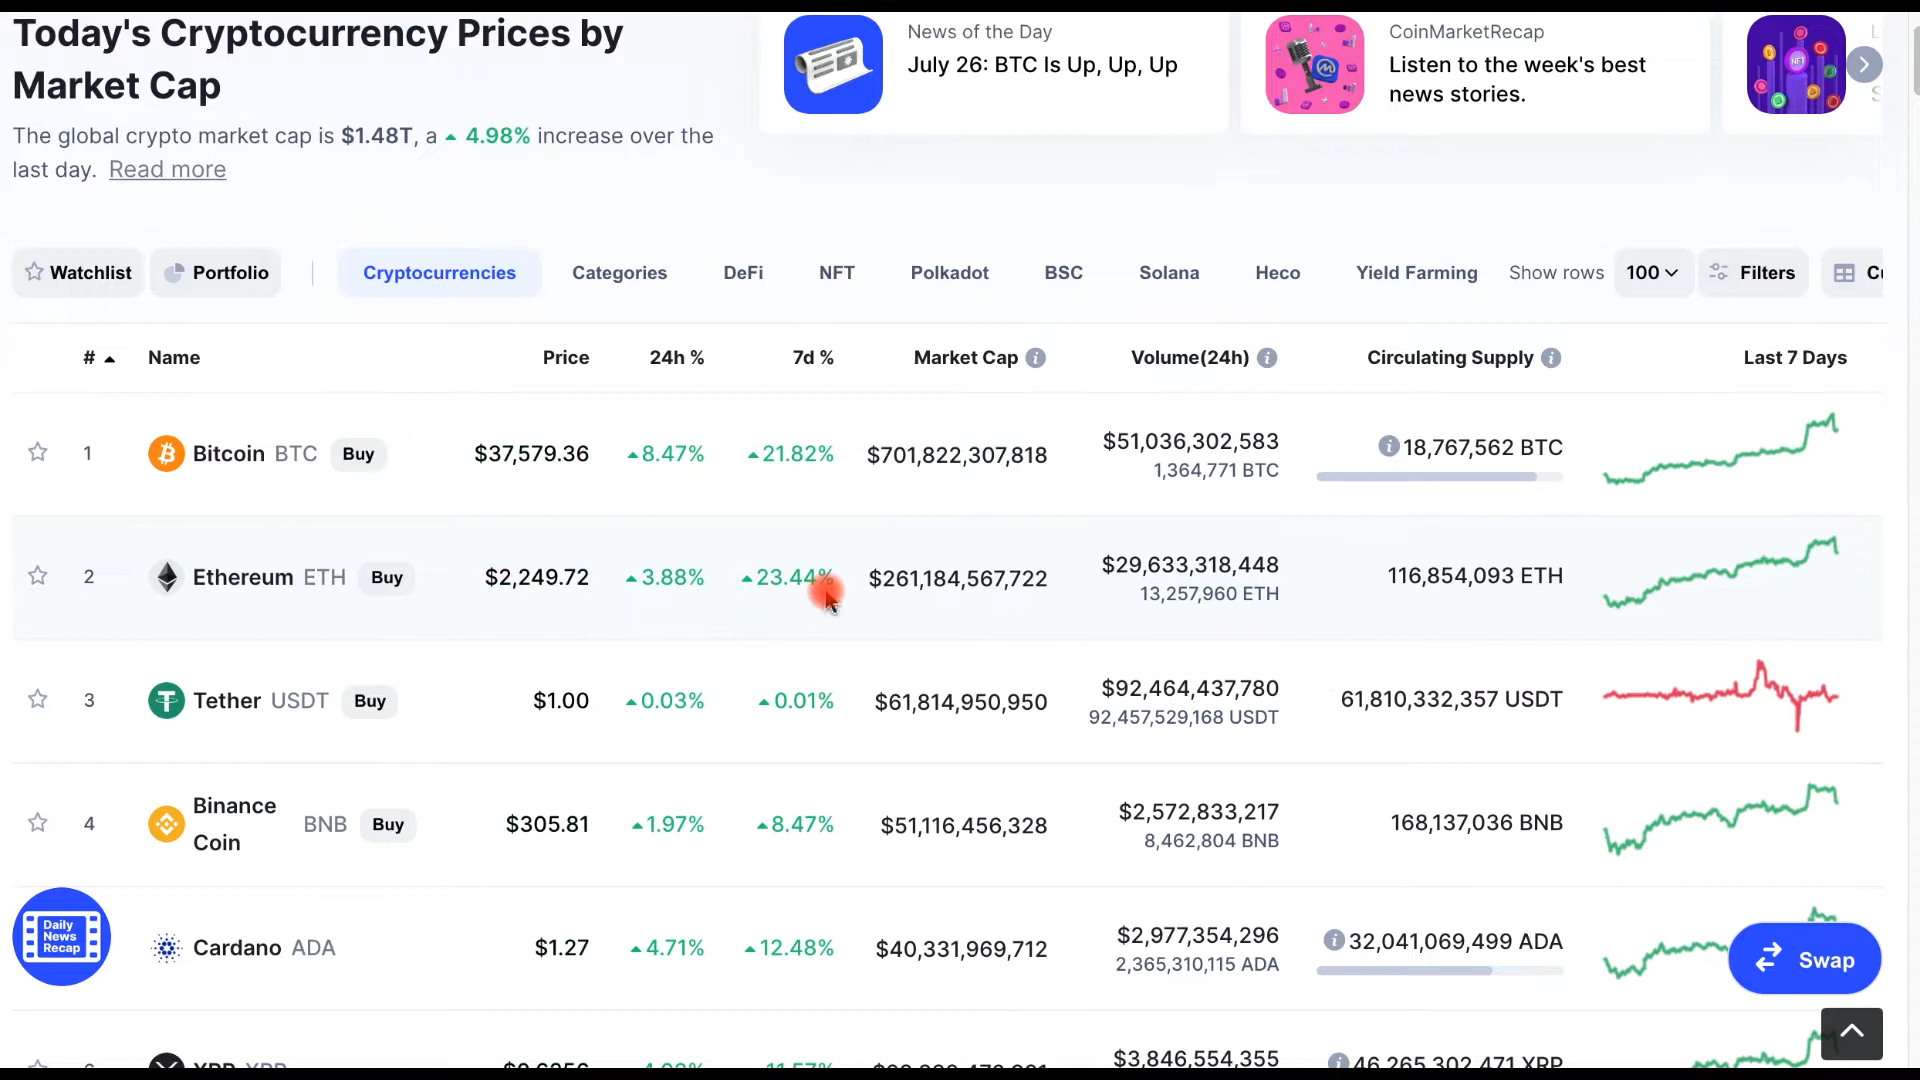 Today's Cryptocurrency Prices by
Market Cap
The global crypto market cap is $1.48T, a ▲ 4.98% increase over the
last day. Read more
News of the Day
July 26: BTC Is Up, Up, Up
CoinMarketRecap
Listen to the week's best
news stories.
NFT
Watchlist Portfolio Cryptocurrencies Categories DeFi NFT Polkadot BSC Solana Heco Yield Farming Show rows 100 Filters
# ▲ Name Price 24h % 7d % Market Cap Volume(24h) Circulating Supply Last 7 Days
1 Bitcoin BTC Buy $37,579.36 ▲8.47% ▲21.82% $701,822,307,818 $51,036,302,583 18,767,562 BTC
1,364,771 BTC
2 Ethereum ETH Buy $2,249.72 ▲3.88% ▲23.44% $261,184,567,722 $29,633,318,448 116,854,093 ETH
13,257,960 ETH
3 Tether USDT Buy $1.00 ▲0.03% ▲0.01% $61,814,950,950 $92,464,437,780 61,810,332,357 USDT
92,457,529,168 USDT
4 Binance Coin BNB Buy $305.81 ▲1.97% ▲8.47% $51,116,456,328 $2,572,833,217 168,137,036 BNB
8,462,804 BNB
Daily
News
Recap
Cardano ADA $1.27 ▲4.71% ▲12.48% $40,331,969,712 $2,977,354,296 32,041,069,499 ADA
2,365,310,115 ADA
Swap
XRP XRP $3,846,554,355 46,265,302,471 XRP